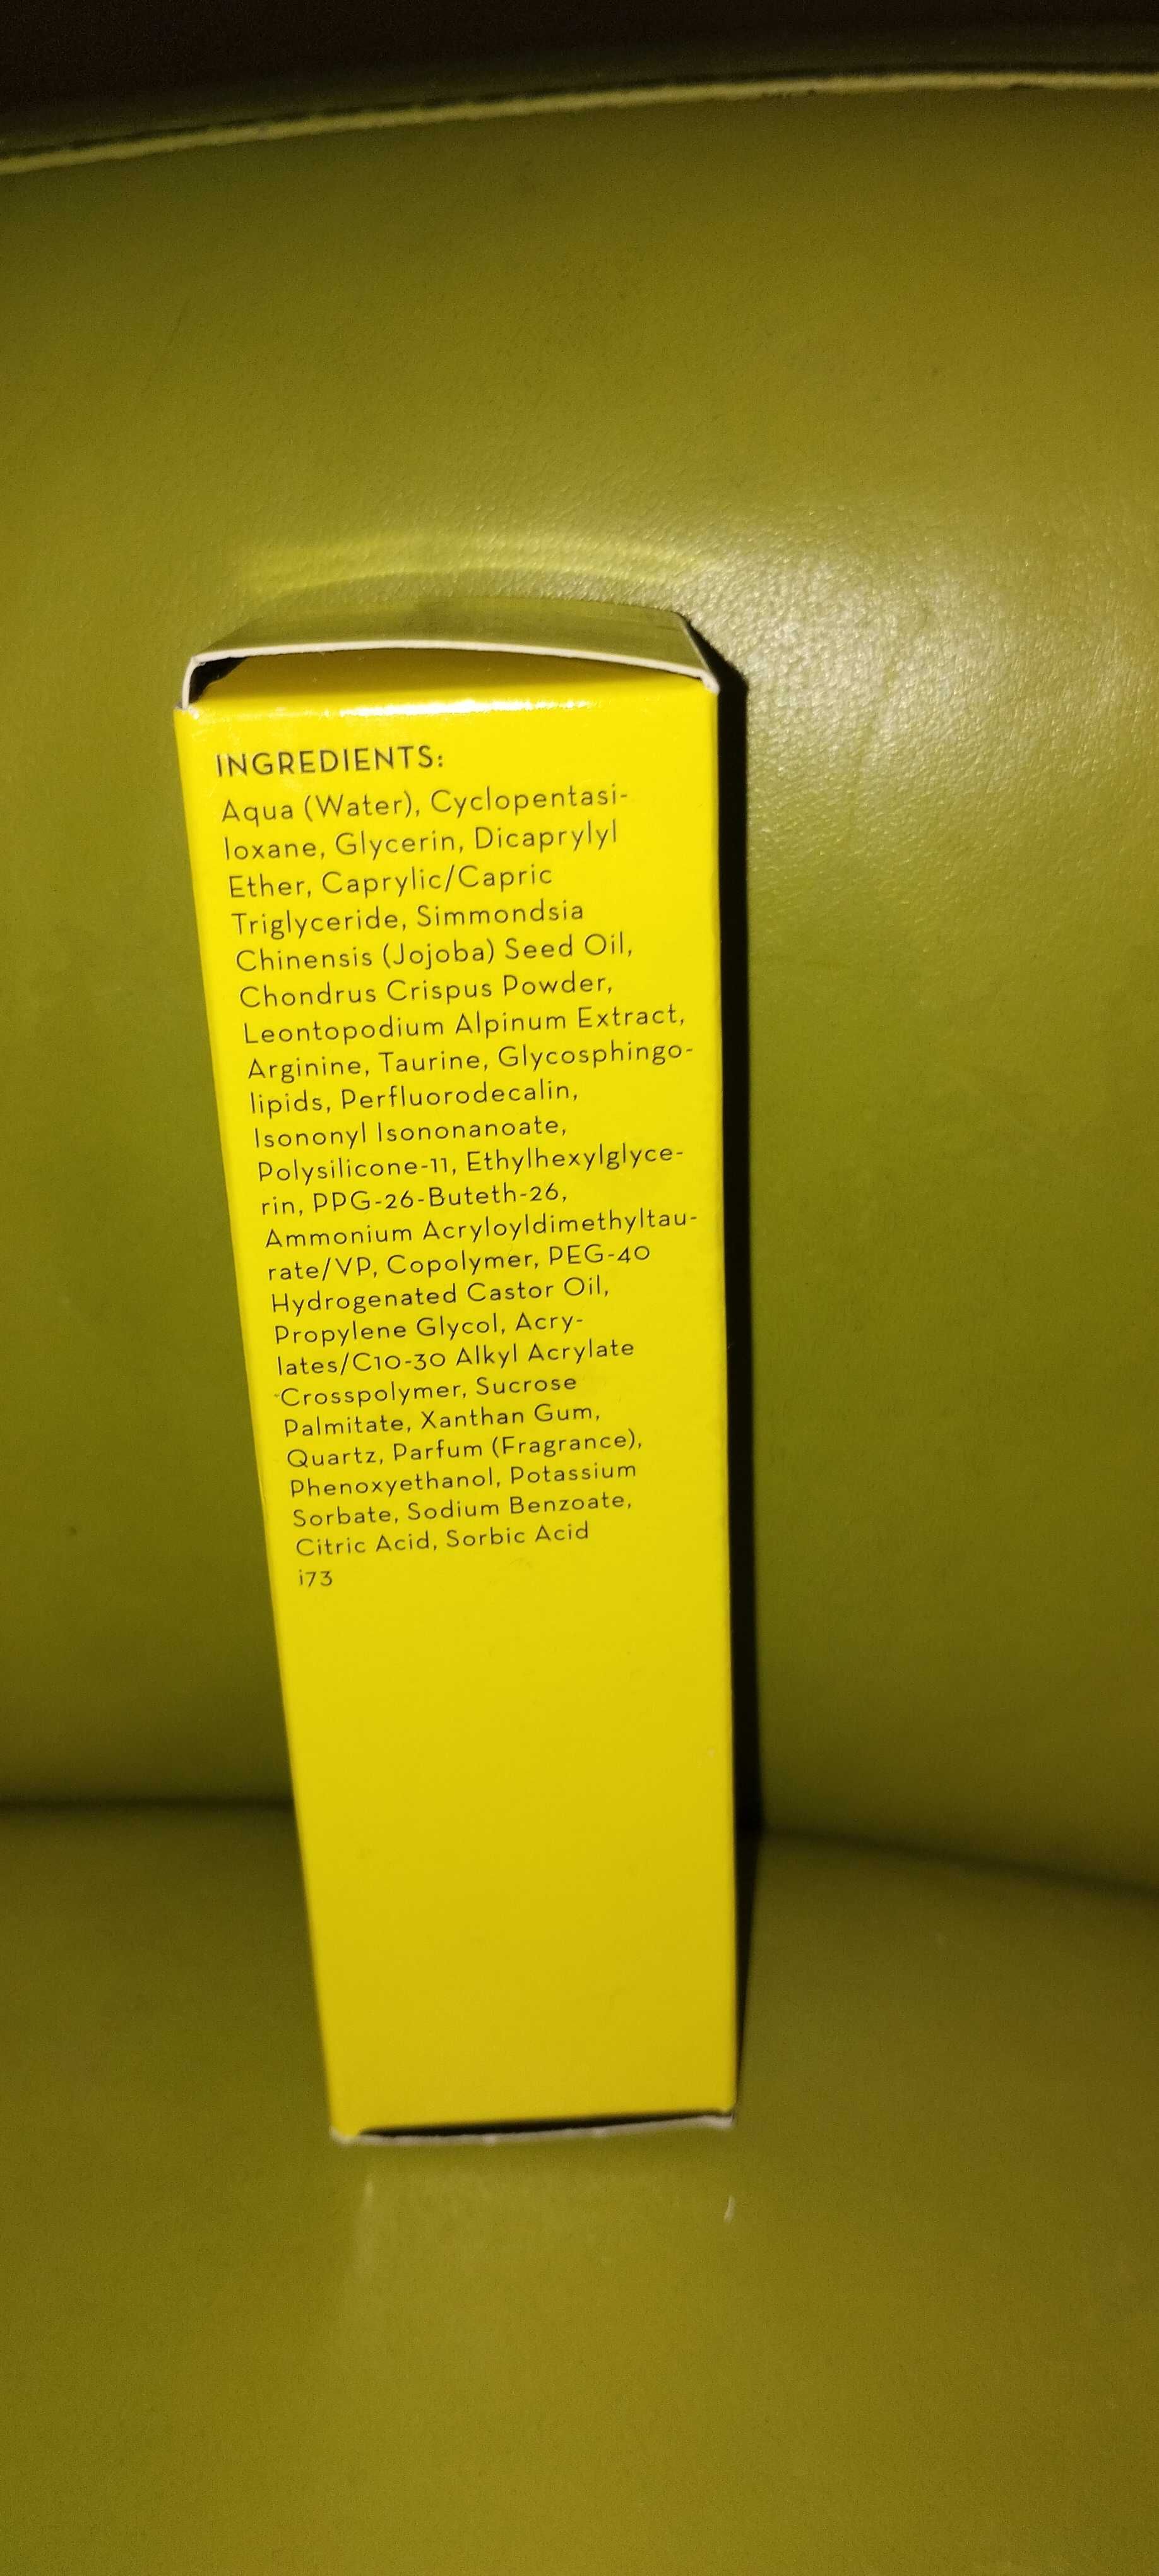 INGREDIENTS:
Aqua (Water), Cyclopentasi-
loxane, Glycerin, Dicaprylyl
Ether, Caprylic/Capric
Triglyceride, Simmondsia
Chinensis (Jojoba) Seed Oil,
Chondrus Crispus Powder,
Leontopodium Alpinum Extract,
Arginine, Taurine, Glycosphingo-
lipids, Perfluorodecalin,
Isononyl Isononanoate,
Polysilicone-11, Ethylhexylglyce-
rin, PPG-26-Buteth-26,
Ammonium Acryloyldimethyltau-
rate/VP, Copolymer, PEG-40
Hydrogenated Castor Oil,
Propylene Glycol, Acry-
lates/C10-30 Alkyl Acrylate
Crosspolymer, Sucrose
Palmitate, Xanthan Gum,
Quartz, Parfum (Fragrance),
Phenoxyethanol, Potassium
Sorbate, Sodium Benzoate,
Citric Acid, Sorbic Acid
i73